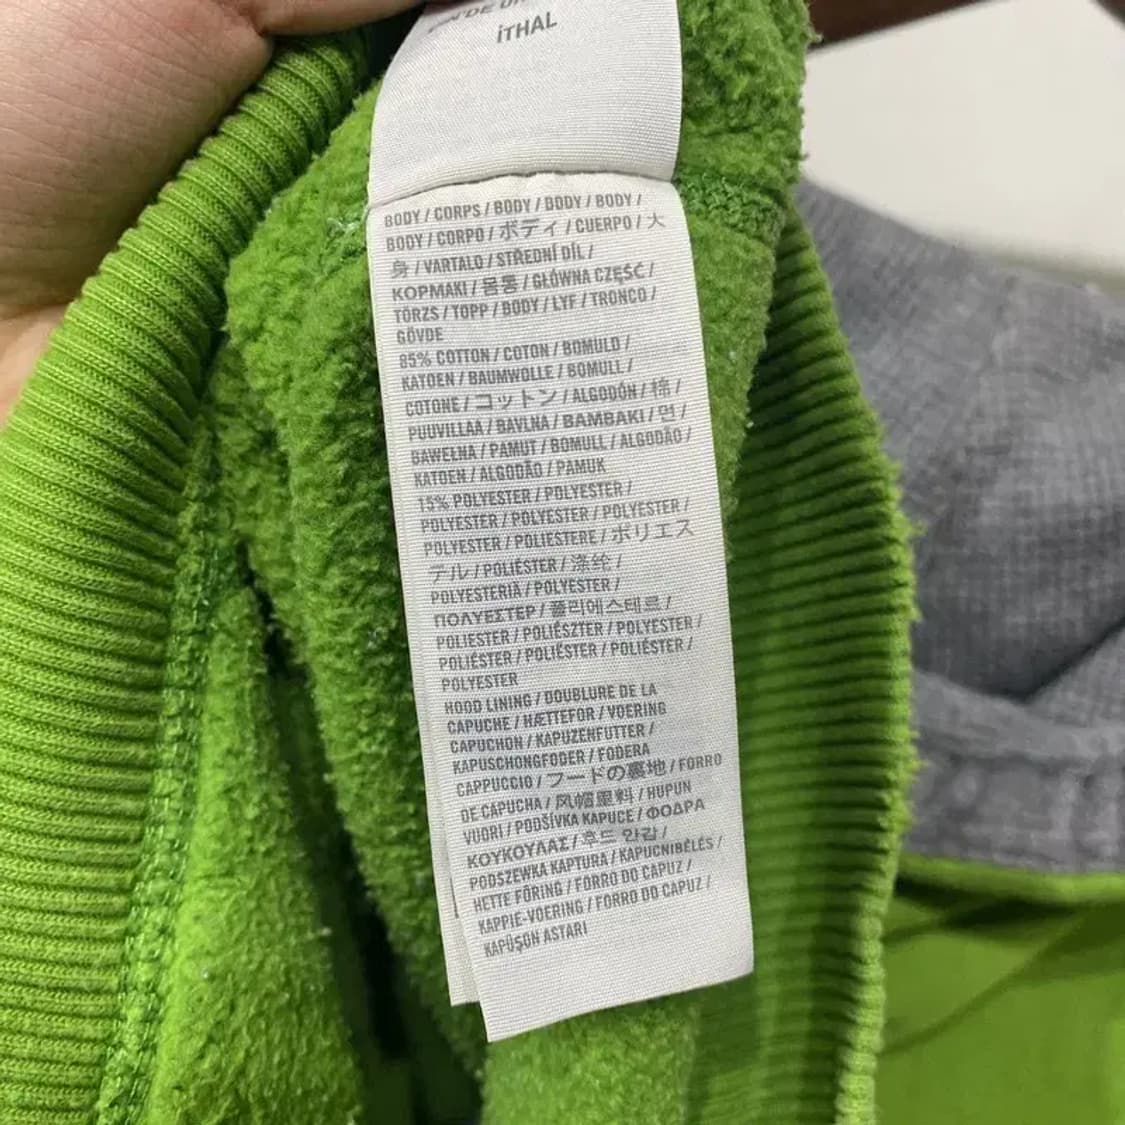 İTHAL
BODY / CORPS / BODY / BODY / BODY /
BODY / CORPO / ボディ / CUERPO / 大
身 / VARTALO / STŘEDNÍ DÍL /
ΚΟΡΜΑΚΙ / 몸통 / GŁÓWNA CZĘŚĆ /
TÖRZS / TOPP / BODY / LYF / TRONCO /
GÖVDE
85% COTTON / COTON / BOMULD /
KATOEN / BAUMWOLLE / BOMULL /
COTONE / コットン / ALGODÓN / 棉 /
PUUVILLAA / BAVLNA / ΒΑΜΒΑΚΙ / 면 /
BAWEŁNA / PAMUT / BOMULL / ALGODÃO /
KATOEN / ALGODÃO / PAMUK
15% POLYESTER / POLYESTER /
POLYESTER / POLYESTER / POLYESTER /
POLYESTER / POLIESTERE / ポリエス
テル / POLIÉSTER / 涤纶 /
POLYESTERIÄ / POLYESTER /
ΠΟΛΥΕΣΤΕΡ / 폴리에스테르 /
POLIESTER / POLIÉSZTER / POLYESTER /
POLIÉSTER / POLIÉSTER / POLIÉSTER /
POLYESTER
HOOD LINING / DOUBLURE DE LA
CAPUCHE / HÆTTEFOR / VOERING
CAPUCHON / KAPUZENFUTTER /
KAPUSCHONGFODER / FODERA
CAPPUCCIO / フードの裏地 / FORRO
DE CAPUCHA / 风帽里料 / HUPUN
VUORI / PODŠÍVKA KAPUCE / ΦΟΔΡΑ
ΚΟΥΚΟΥΛΑΣ / 후드 안감 /
PODSZEWKA KAPTURA / KAPUCNIBÉLÉS /
HETTE FÔRING / FORRO DO CAPUZ /
KAPPIE-VOERING / FORRO DO CAPUZ /
KAPÜŞON ASTARI